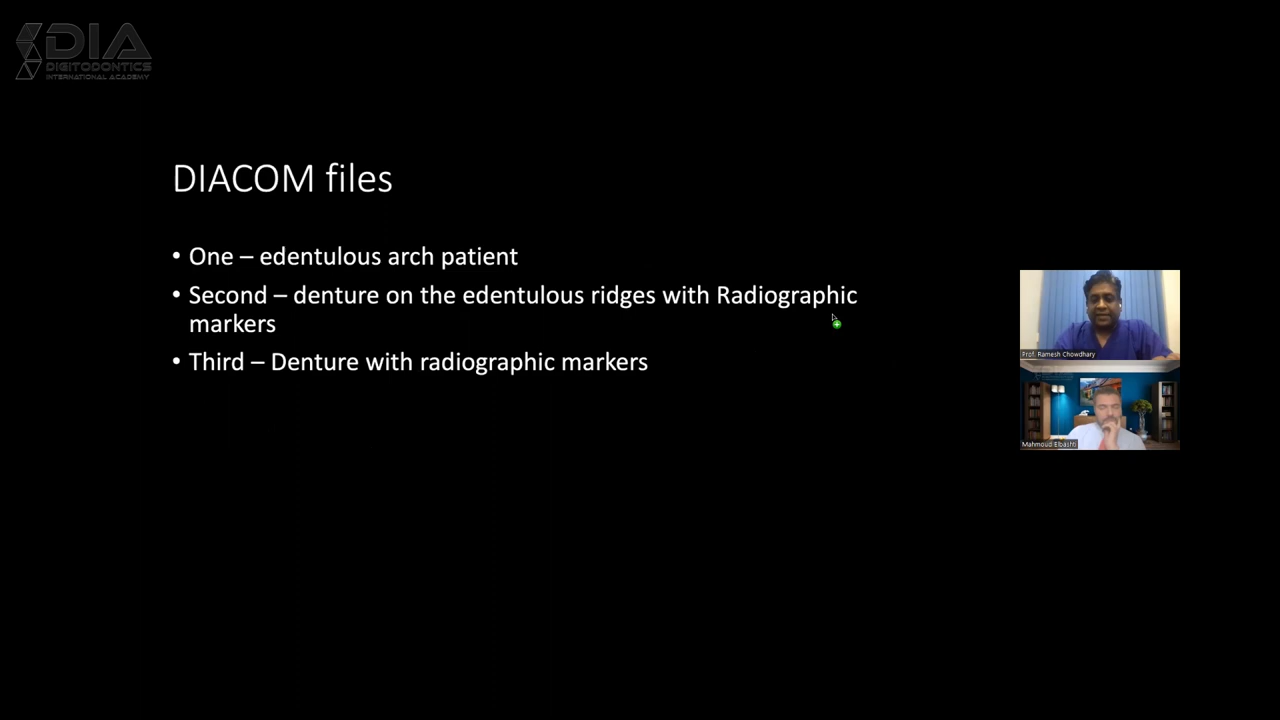 DIA
DIGITODONTICS
INTERNATIONAL ACADEMY
DIACOM files
• One – edentulous arch patient
• Second – denture on the edentulous ridges with Radiographic
markers
• Third – Denture with radiographic markers
Prof. Ramesh Chowdhary
Mahmoud Elbashti